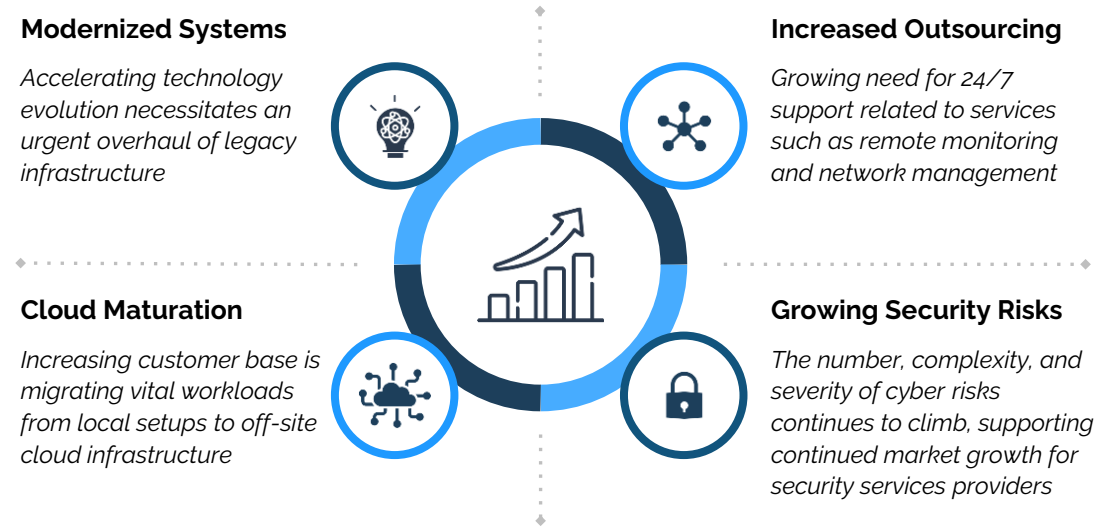 Modernized Systems
Accelerating technology
evolution necessitates an
urgent overhaul of legacy
infrastructure
Increased Outsourcing
Growing need for 24/7
support related to services
such as remote monitoring
and network management
Cloud Maturation
Increasing customer base is
migrating vital workloads
from local setups to off-site
cloud infrastructure
Growing Security Risks
The number, complexity, and
severity of cyber risks
continues to climb, supporting
continued market growth for
security services providers